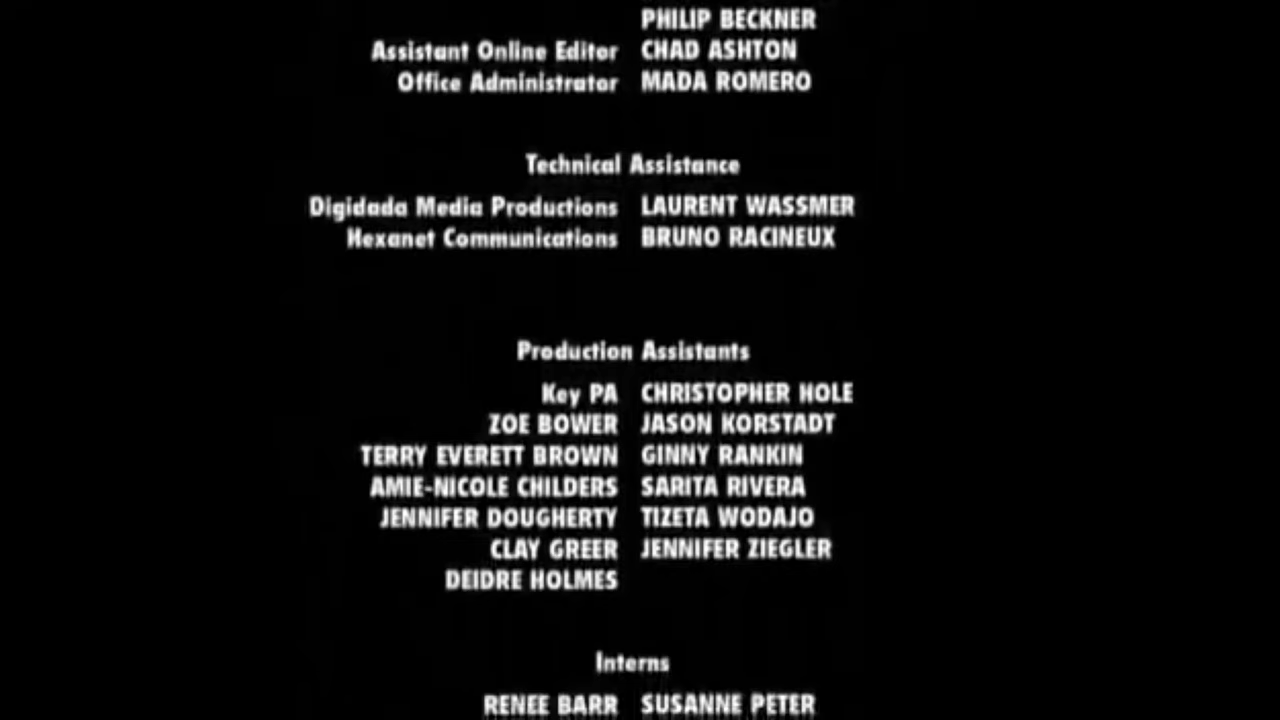 PHILIP BECKNER
Assistant Online Editor CHAD ASHTON
Office Administrator MADA ROMERO
Technical Assistance
Digidada Media Productions LAURENT WASSMER
Hexanet Communications BRUNO RACINEUX
Production Assistants
Key PA CHRISTOPHER HOLE
ZOE BOWER JASON KORSTADT
TERRY EVERETT BROWN GINNY RANKIN
AMIE-NICOLE CHILDERS SARITA RIVERA
JENNIFER DOUGHERTY TIZETA WODAJO
CLAY GREER JENNIFER ZIEGLER
DEIDRE HOLMES
Interns
RENEE BARR SUSANNE PETER